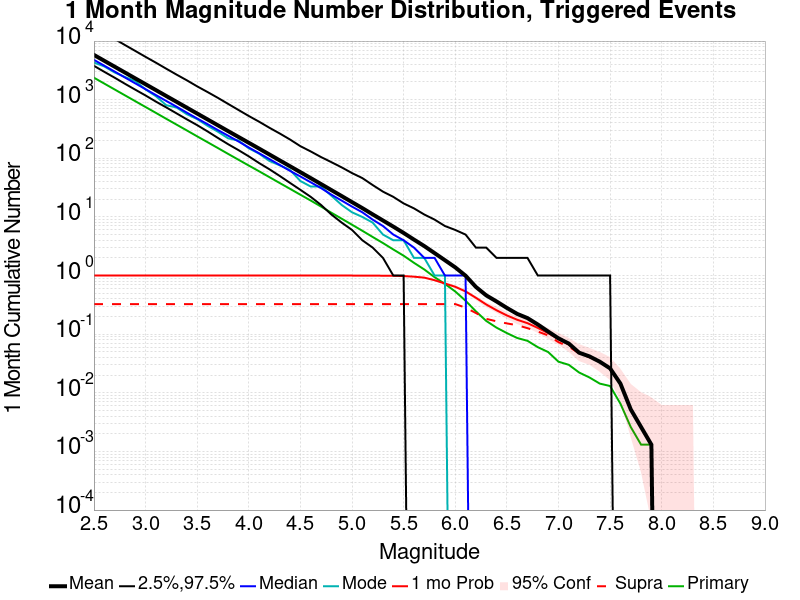 1 Month Magnitude Number Distribution, Triggered Events
1 Month Cumulative Number
10^4
10^3
10^2
10^1
10^0
10^-1
10^-2
10^-3
10^-4
2.5 3.0 3.5 4.0 4.5 5.0 5.5 6.0 6.5 7.0 7.5 8.0 8.5 9.0
Magnitude
Mean 2.5%,97.5% Median Mode 1 mo Prob 95% Conf Supra Primary